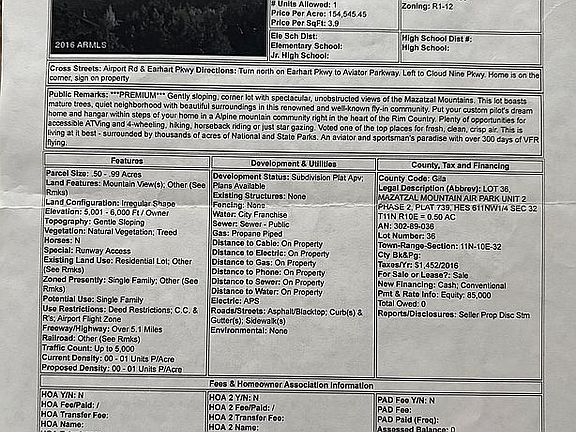 # Units Allowed: 1
Zoning: R1-12
Price Per Acre: 154,545.45
Price Per SqFt: 3.9
2016 ARMLS
Ele Sch Dist:
Elementary School:
Jr. High School:
High School Dist #:
High School:
Cross Streets: Airport Rd & Earhart Pkwy Directions: Turn north on Earhart Pkwy to Aviator Parkway. Left to Cloud Nine Pkwy. Home is on the
corner, sign on property
Public Remarks: ***PREMIUM*** Gently sloping, corner lot with spectacular, unobstructed views of the Mazatzal Mountains. This lot boasts
mature trees, quiet neighborhood with beautiful surroundings in this renowned and well-known fly-in community. Put your custom pilot's dream
home and hangar within steps of your home in a Alpine mountain community right in the heart of the Rim Country. Plenty of opportunities for
accessible ATVing and 4-wheeling, hiking, horseback riding or just star gazing. Voted one of the top places for fresh, clean, crisp air. This is
living at it best - surrounded by thousands of acres of National and State Parks. An aviator and sportsman's paradise with over 300 days of VFR
flying.
Features
Parcel Size: .50 - .99 Acres
Land Features: Mountain View(s); Other (See
Rmks)
Land Configuration: Irregular Shape
Elevation: 5,001 - 6,000 Ft / Owner
Topography: Gentle Sloping
Vegetation: Natural Vegetation; Treed
Horses: N
Special: Runway Access
Existing Land Use: Residential Lot; Other
(See Rmks)
Zoned Presently: Single Family; Other (See
Rmks)
Potential Use: Single Family
Use Restrictions: Deed Restrictions; C.C. &
R's; Airport Flight Zone
Freeway/Highway: Over 5.1 Miles
Railroad: Other (See Rmks)
Traffic Count: Up to 5,000
Current Density: 00 - 01 Units P/Acre
Proposed Density: 00 - 01 Units P/Acre
Development & Utilities
Development Status: Subdivision Plat Apv;
Plans Available
Existing Structures: None
Fencing: None
Water: City Franchise
Sewer: Sewer - Public
Gas: Propane Piped
Distance to Cable: On Property
Distance to Electric: On Property
Distance to Gas: On Property
Distance to Phone: On Property
Distance to Sewer: On Property
Distance to Water: On Property
Electric: APS
Roads/Streets: Asphalt/Blacktop; Curb(s) &
Gutter(s); Sidewalk(s)
Environmental: None
County, Tax and Financing
County Code: Gila
Legal Description (Abbrev): LOT 36,
MAZATZAL MOUNTAIN AIR PARK UNIT 2
PHASE 2, PLAT 739, HES 611NW/14 SEC 32
T11N R10E = 0.50 AC
AN: 302-89-036
Lot Number: 36
Town-Range-Section: 11N-10E-32
Cty Bk&Pg:
Taxes/Yr: $1,452/2016
For Sale or Lease?: Sale
New Financing: Cash; Conventional
Pmt & Rate Info: Equity: 85,000
Total Owed: 0
Reports/Disclosures: Seller Prop Disc Stm
Fees & Homeowner Association Information
HOA Y/N: N
HOA Fee/Paid: /
HOA Transfer Fee:
HOA Name:
HOA 2 Y/N: N
HOA 2 Fee/Paid: /
HOA 2 Transfer Fee:
HOA 2 Name:
PAD Fee Y/N: N
PAD Fee:
PAD Paid (Freq):
Assessed Balance: 0